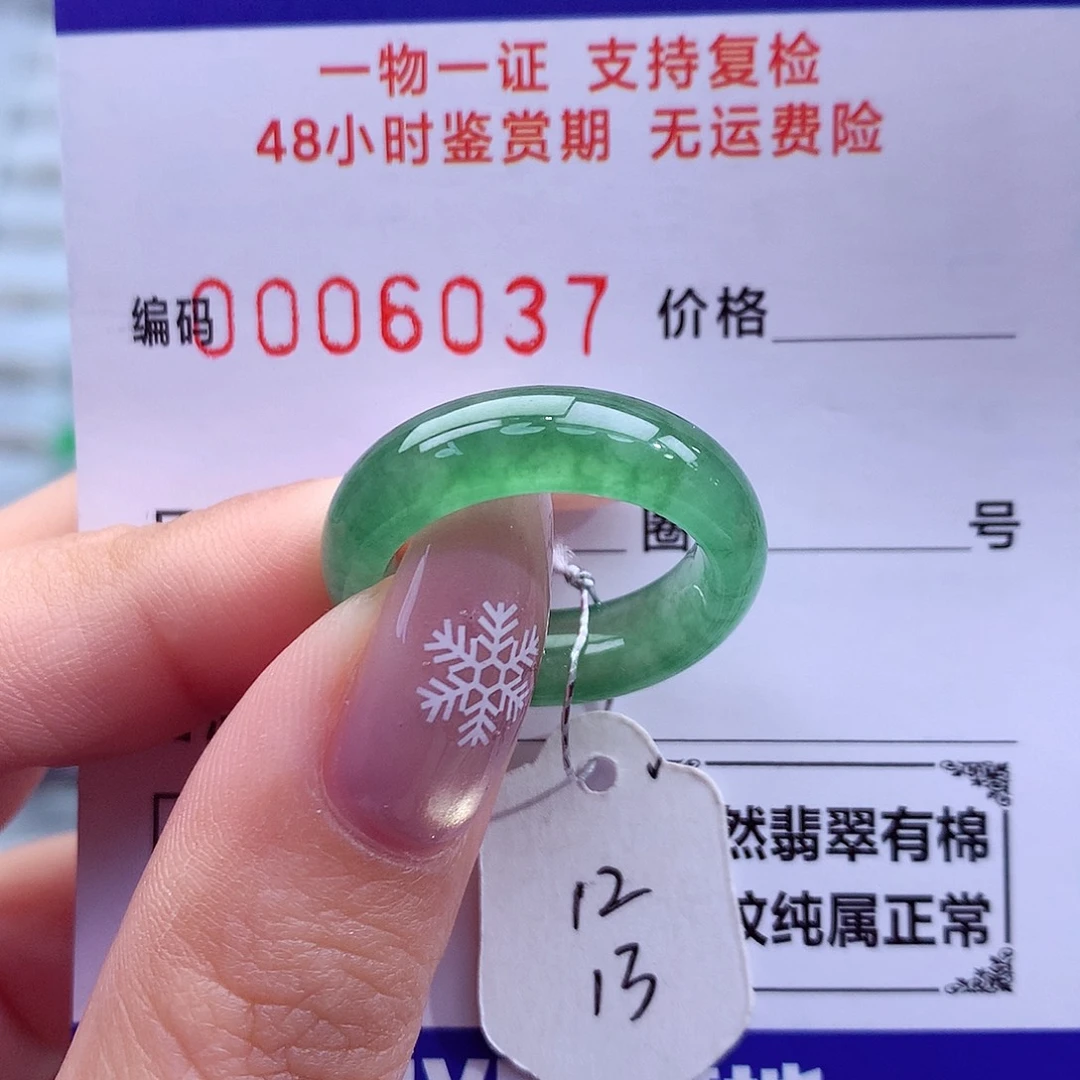 一物一证 支持复检
48小时鉴赏期 无运费险
编码0006037 价格
圈 号
然翡翠有棉
纹纯属正常
12
13